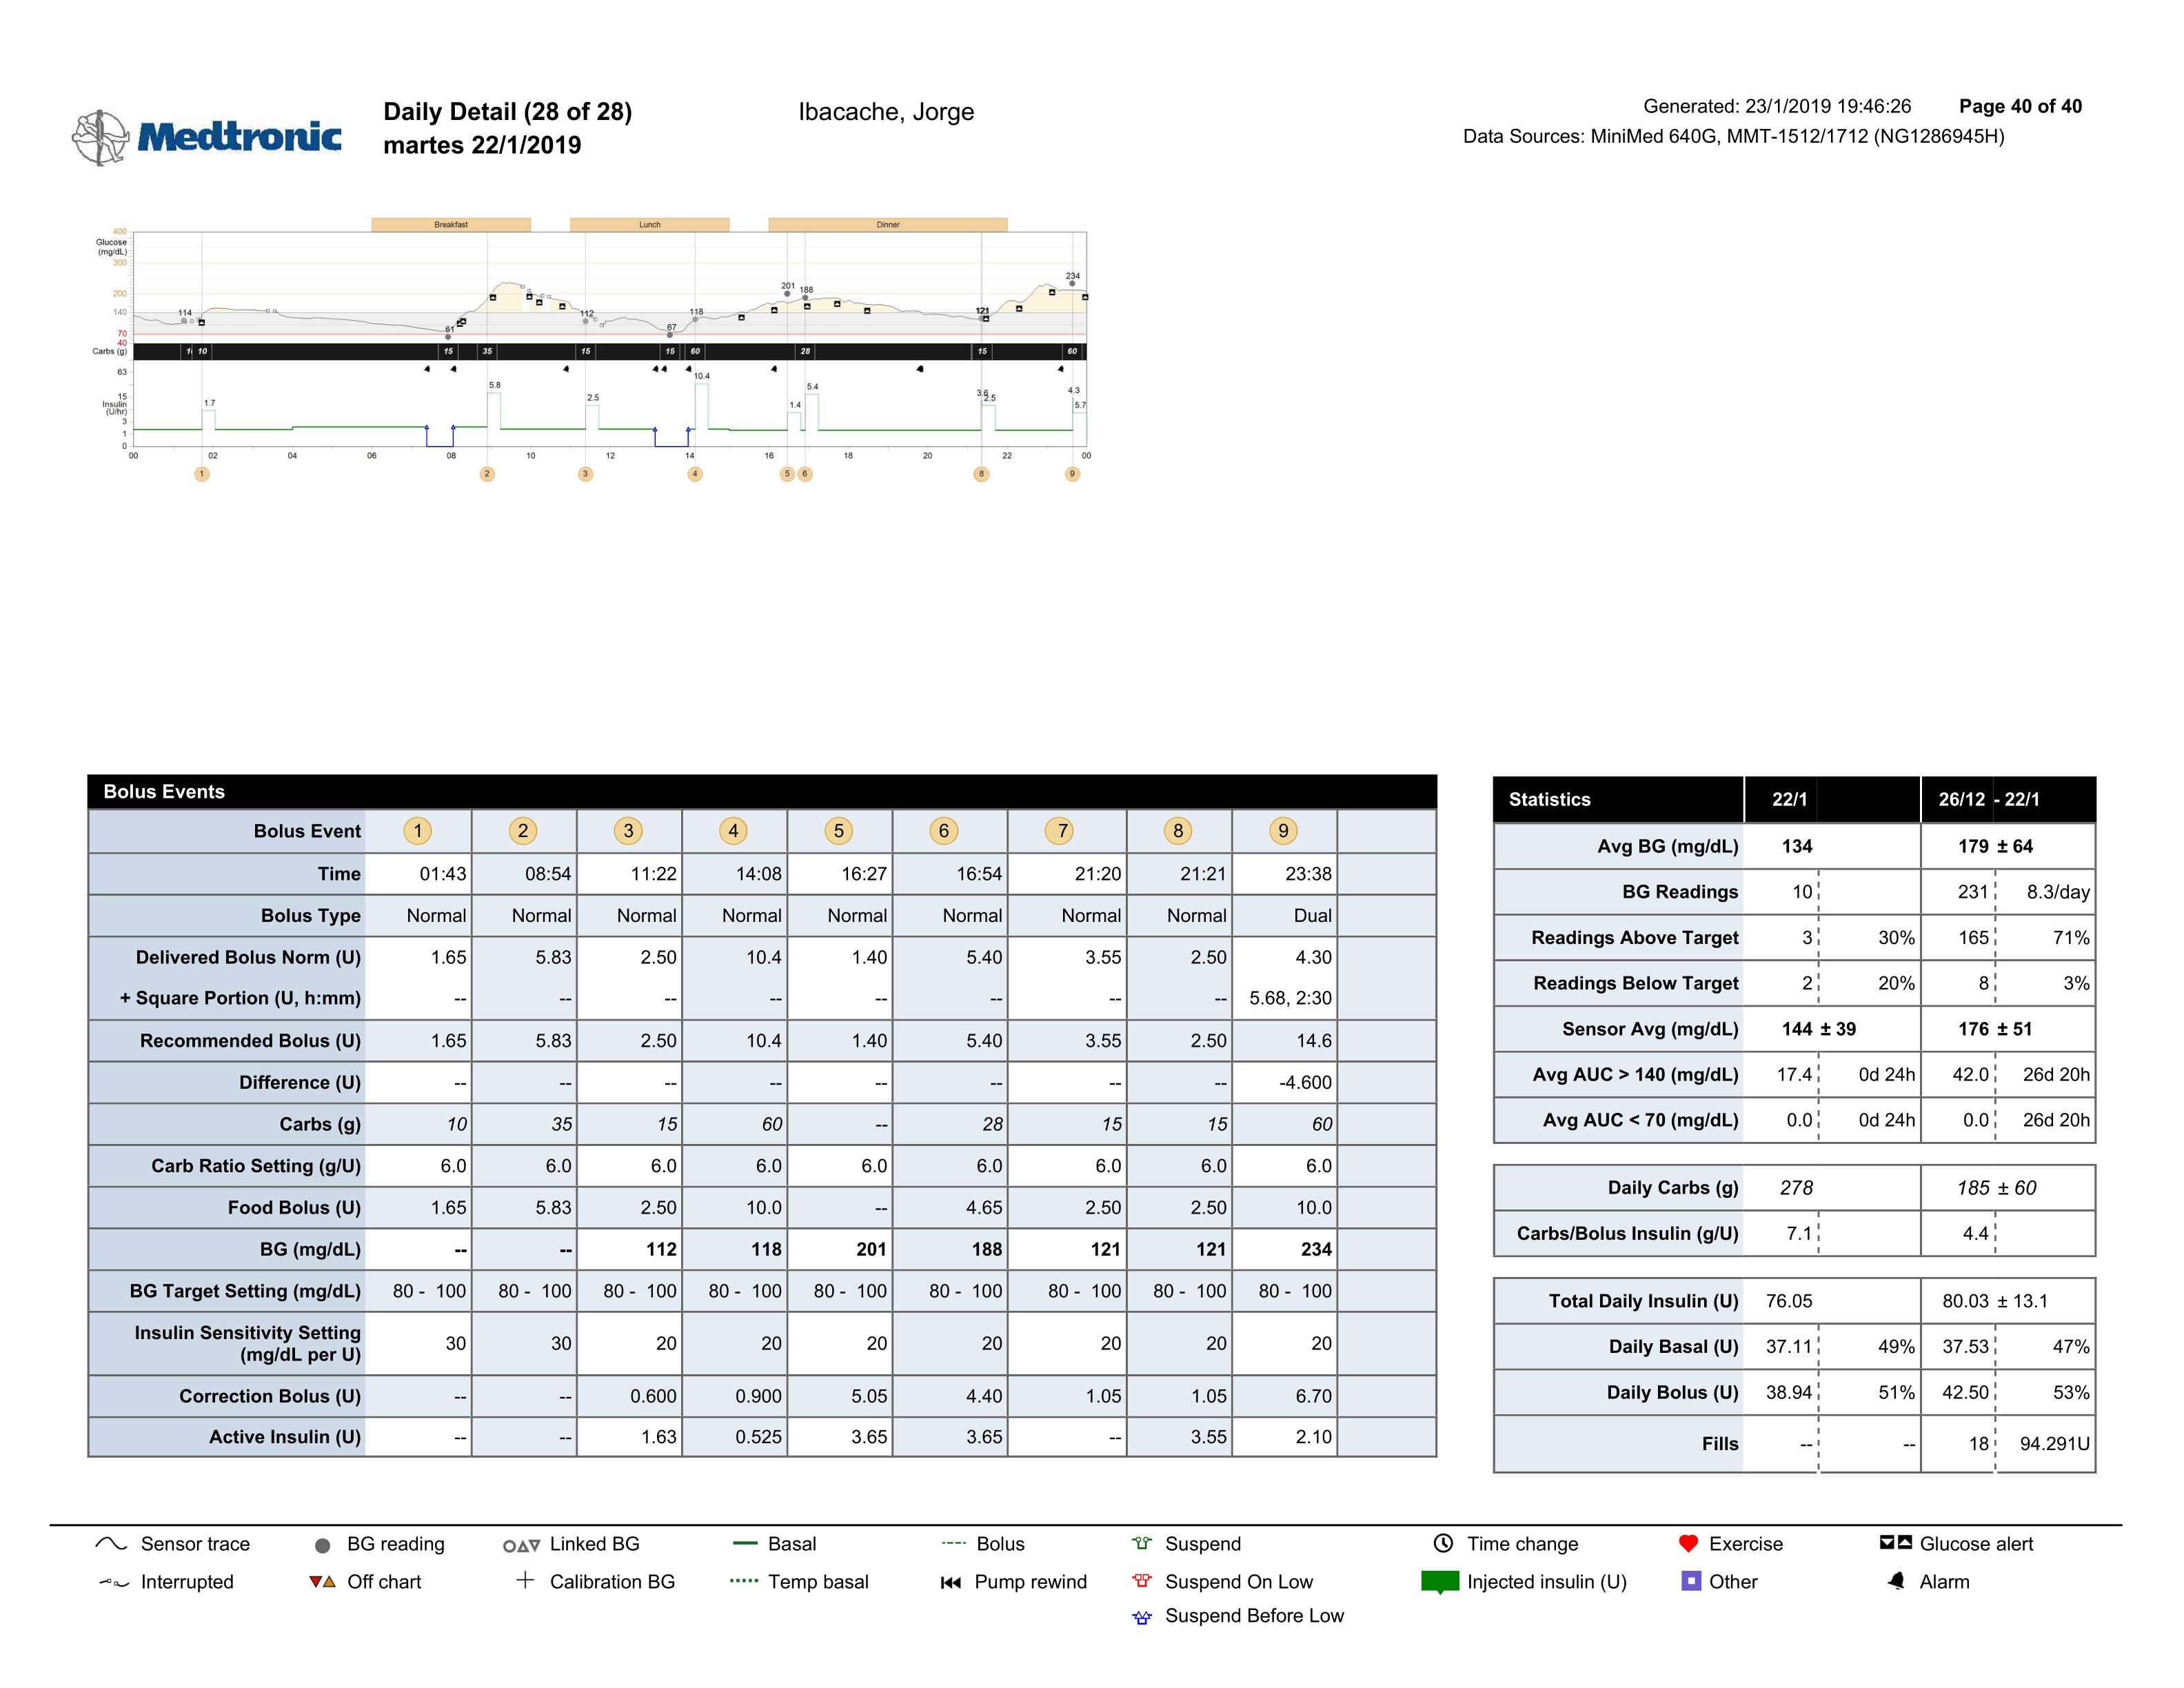 Medtronic
Daily Detail (28 of 28)
martes 22/1/2019
Ibacache, Jorge
Generated: 23/1/2019 19:46:26 Page 40 of 40
Data Sources: MiniMed 640G, MMT-1512/1712 (NG1286945H)
Breakfast Lunch Dinner
400
Glucose
(mg/dL)
300
200
140
70
40
114 61 112 67 118 201 188 121 234
Carbs (g) 10 15 35 15 15 60 28 15 60
63
15
Insulin
(U/hr)
3
1
0
1.7 5.8 2.5 10.4 1.4 5.4 3.6 2.5 4.3 5.7
00 02 04 06 08 10 12 14 16 18 20 22 00
1 2 3 4 5 6 8 9
Bolus Events
Bolus Event 1 2 3 4 5 6 7 8 9
Time 01:43 08:54 11:22 14:08 16:27 16:54 21:20 21:21 23:38
Bolus Type Normal Normal Normal Normal Normal Normal Normal Normal Dual
Delivered Bolus Norm (U) 1.65 5.83 2.50 10.4 1.40 5.40 3.55 2.50 4.30
+ Square Portion (U, h:mm) -- -- -- -- -- -- -- -- 5.68, 2:30
Recommended Bolus (U) 1.65 5.83 2.50 10.4 1.40 5.40 3.55 2.50 14.6
Difference (U) -- -- -- -- -- -- -- -- -4.600
Carbs (g) 10 35 15 60 -- 28 15 15 60
Carb Ratio Setting (g/U) 6.0 6.0 6.0 6.0 6.0 6.0 6.0 6.0 6.0
Food Bolus (U) 1.65 5.83 2.50 10.0 -- 4.65 2.50 2.50 10.0
BG (mg/dL) -- -- 112 118 201 188 121 121 234
BG Target Setting (mg/dL) 80 - 100 80 - 100 80 - 100 80 - 100 80 - 100 80 - 100 80 - 100 80 - 100 80 - 100
Insulin Sensitivity Setting
(mg/dL per U) 30 30 20 20 20 20 20 20 20
Correction Bolus (U) -- -- 0.600 0.900 5.05 4.40 1.05 1.05 6.70
Active Insulin (U) -- -- 1.63 0.525 3.65 3.65 -- 3.55 2.10
Statistics 22/1 26/12 - 22/1
Avg BG (mg/dL) 134 179 ± 64
BG Readings 10 231 8.3/day
Readings Above Target 3 30% 165 71%
Readings Below Target 2 20% 8 3%
Sensor Avg (mg/dL) 144 ± 39 176 ± 51
Avg AUC > 140 (mg/dL) 17.4 0d 24h 42.0 26d 20h
Avg AUC < 70 (mg/dL) 0.0 0d 24h 0.0 26d 20h
Daily Carbs (g) 278 185 ± 60
Carbs/Bolus Insulin (g/U) 7.1 4.4
Total Daily Insulin (U) 76.05 80.03 ± 13.1
Daily Basal (U) 37.11 49% 37.53 47%
Daily Bolus (U) 38.94 51% 42.50 53%
Fills -- -- 18 94.291U
Sensor trace BG reading Linked BG Basal Bolus Suspend Time change Exercise Glucose alert
Interrupted Off chart Calibration BG Temp basal Pump rewind Suspend On Low Injected insulin (U) Other Alarm
Suspend Before Low